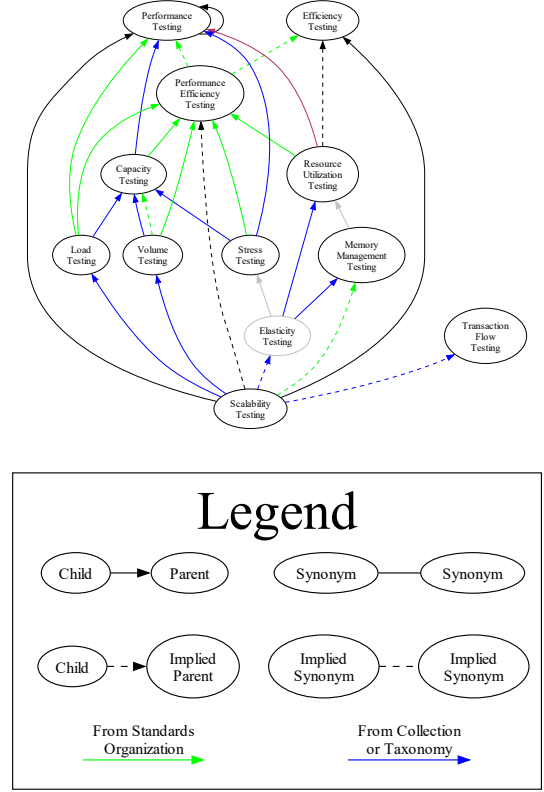 Performance
Testing
Efficiency
Testing
Performance
Efficiency
Testing
Capacity
Testing
Resource
Utilization
Testing
Load
Testing
Volume
Testing
Stress
Testing
Memory
Management
Testing
Elasticity
Testing
Transaction
Flow
Testing
Scalability
Testing
Legend
Child
Parent
Synonym
Synonym
Child
Implied
Parent
Implied
Synonym
Implied
Synonym
From Standards
Organization
From Collection
or Taxonomy